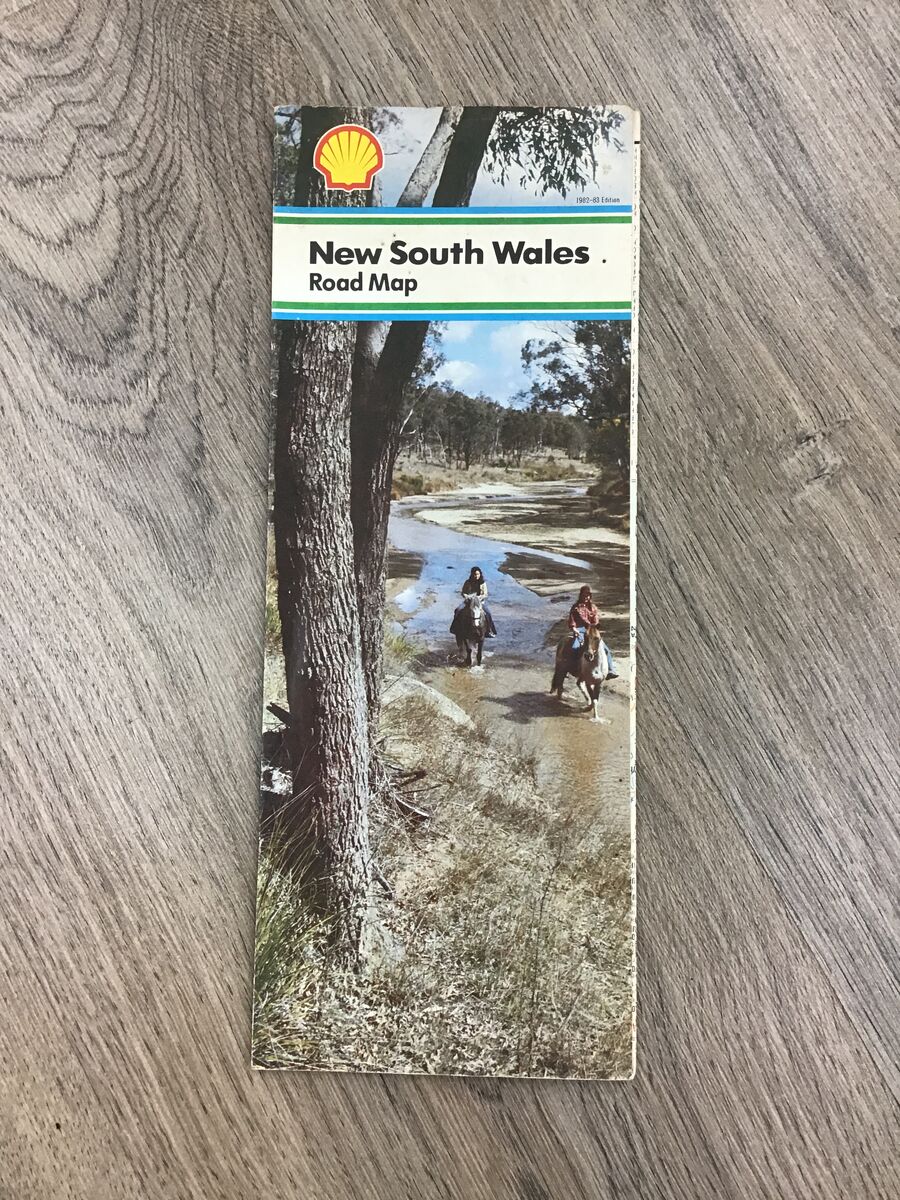 1982-83 Edition
New South Wales
Road Map